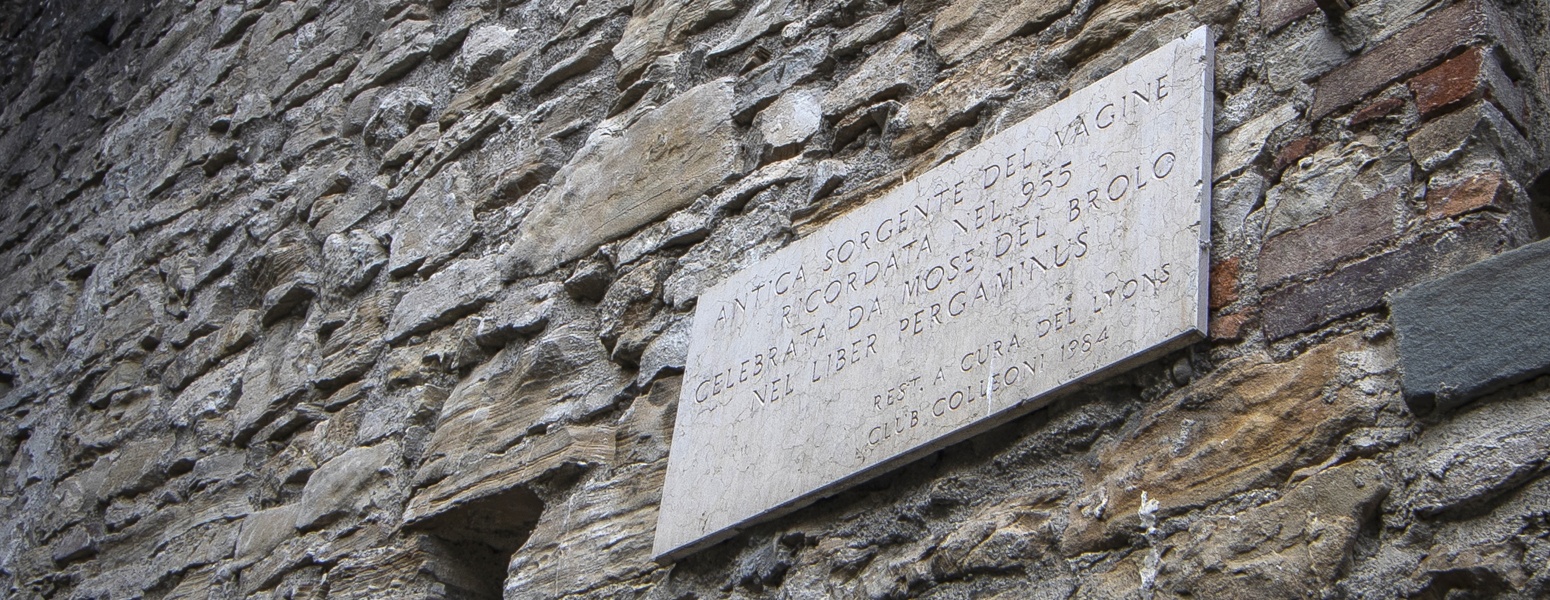 ANTICA SORGENTE DEL VAGINE
RICORDATA NEL 955
CELEBRATA DA MOSE' DEL BROLO
NEL LIBER PERGAMINUS
REST. A CURA DEL LYONS
CLUB COLLEONI 1984